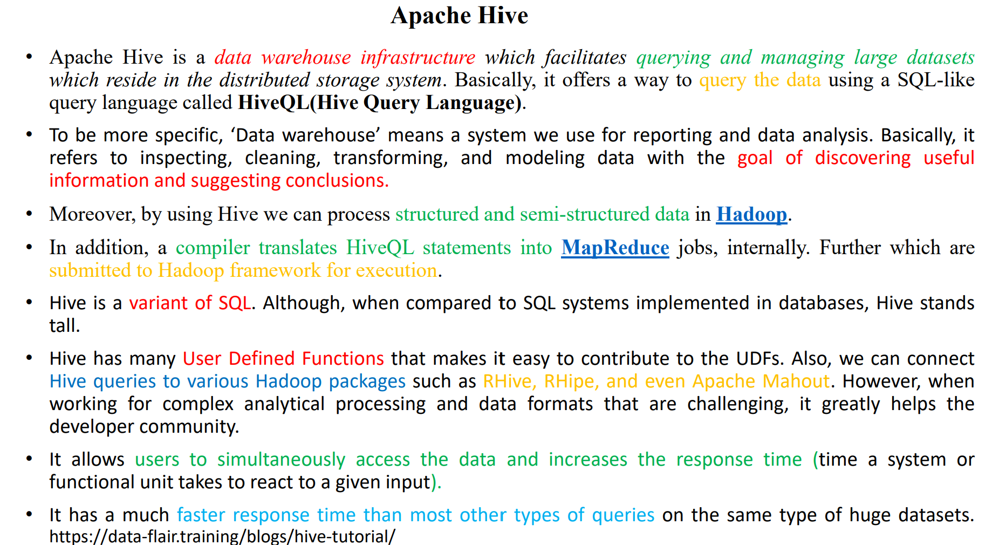 Apache Hive
• Apache Hive is a data warehouse infrastructure which facilitates querying and managing large datasets
which reside in the distributed storage system. Basically, it offers a way to query the data using a SQL-like
query language called HiveQL(Hive Query Language).
• To be more specific, ‘Data warehouse’ means a system we use for reporting and data analysis. Basically, it
refers to inspecting, cleaning, transforming, and modeling data with the goal of discovering useful
information and suggesting conclusions.
• Moreover, by using Hive we can process structured and semi-structured data in Hadoop.
• In addition, a compiler translates HiveQL statements into MapReduce jobs, internally. Further which are
submitted to Hadoop framework for execution.
• Hive is a variant of SQL. Although, when compared to SQL systems implemented in databases, Hive stands
tall.
• Hive has many User Defined Functions that makes it easy to contribute to the UDFs. Also, we can connect
Hive queries to various Hadoop packages such as RHive, RHipe, and even Apache Mahout. However, when
working for complex analytical processing and data formats that are challenging, it greatly helps the
developer community.
• It allows users to simultaneously access the data and increases the response time (time a system or
functional unit takes to react to a given input).
• It has a much faster response time than most other types of queries on the same type of huge datasets.
https://data-flair.training/blogs/hive-tutorial/